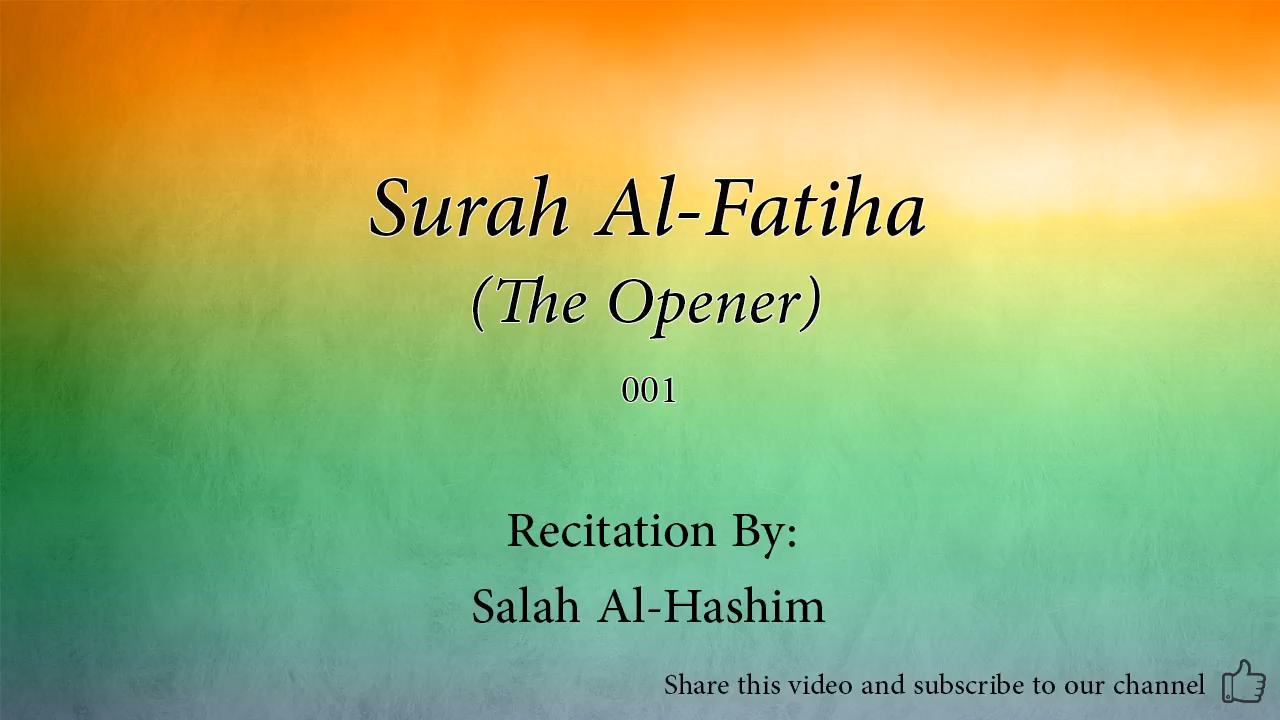 Surah Al-Fatiha
(The Opener)
001
Recitation By:
Salah Al-Hashim
Share this video and subscribe to our channel